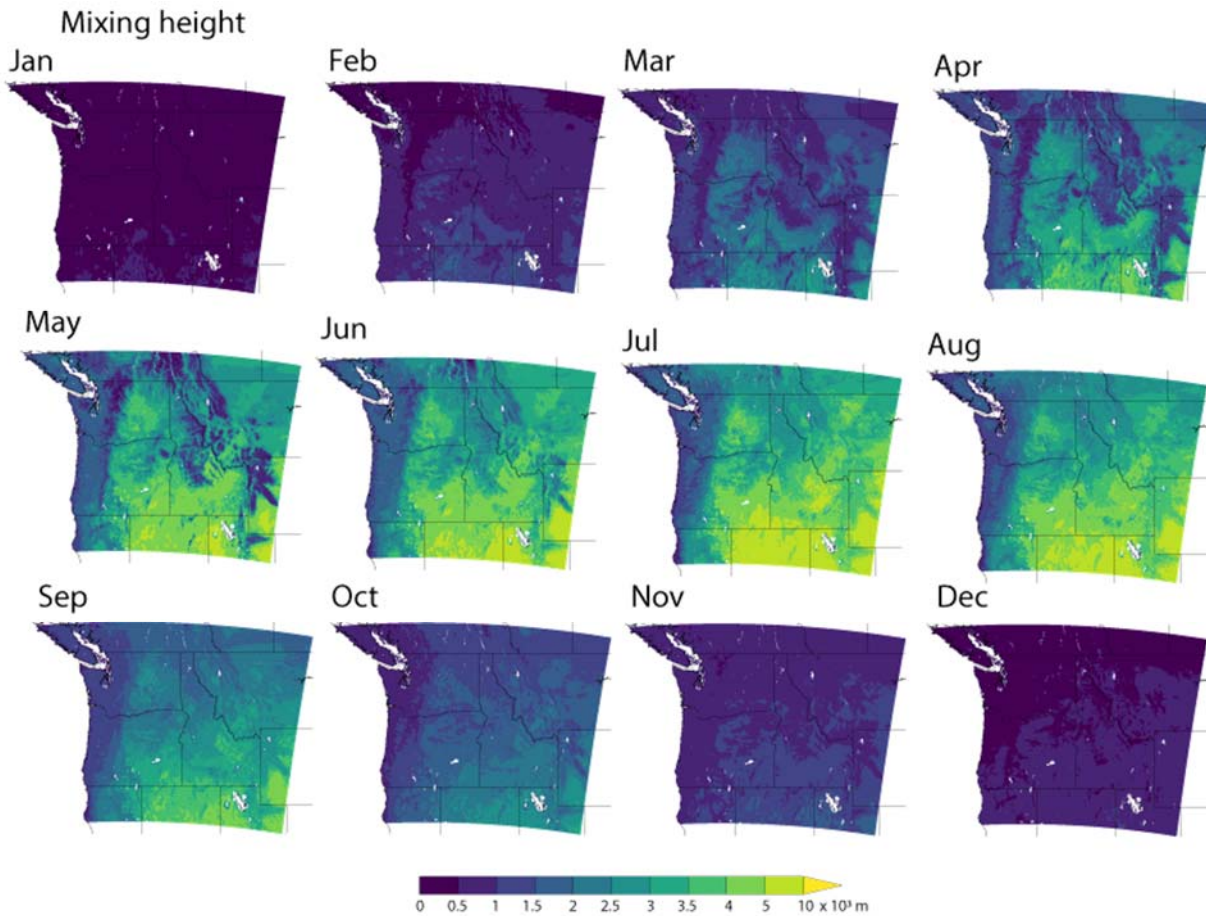 Mixing height
Jan Feb Mar Apr
May Jun Jul Aug
Sep Oct Nov Dec
0 0.5 1 1.5 2 2.5 3 3.5 4 5 10 x 10³ m